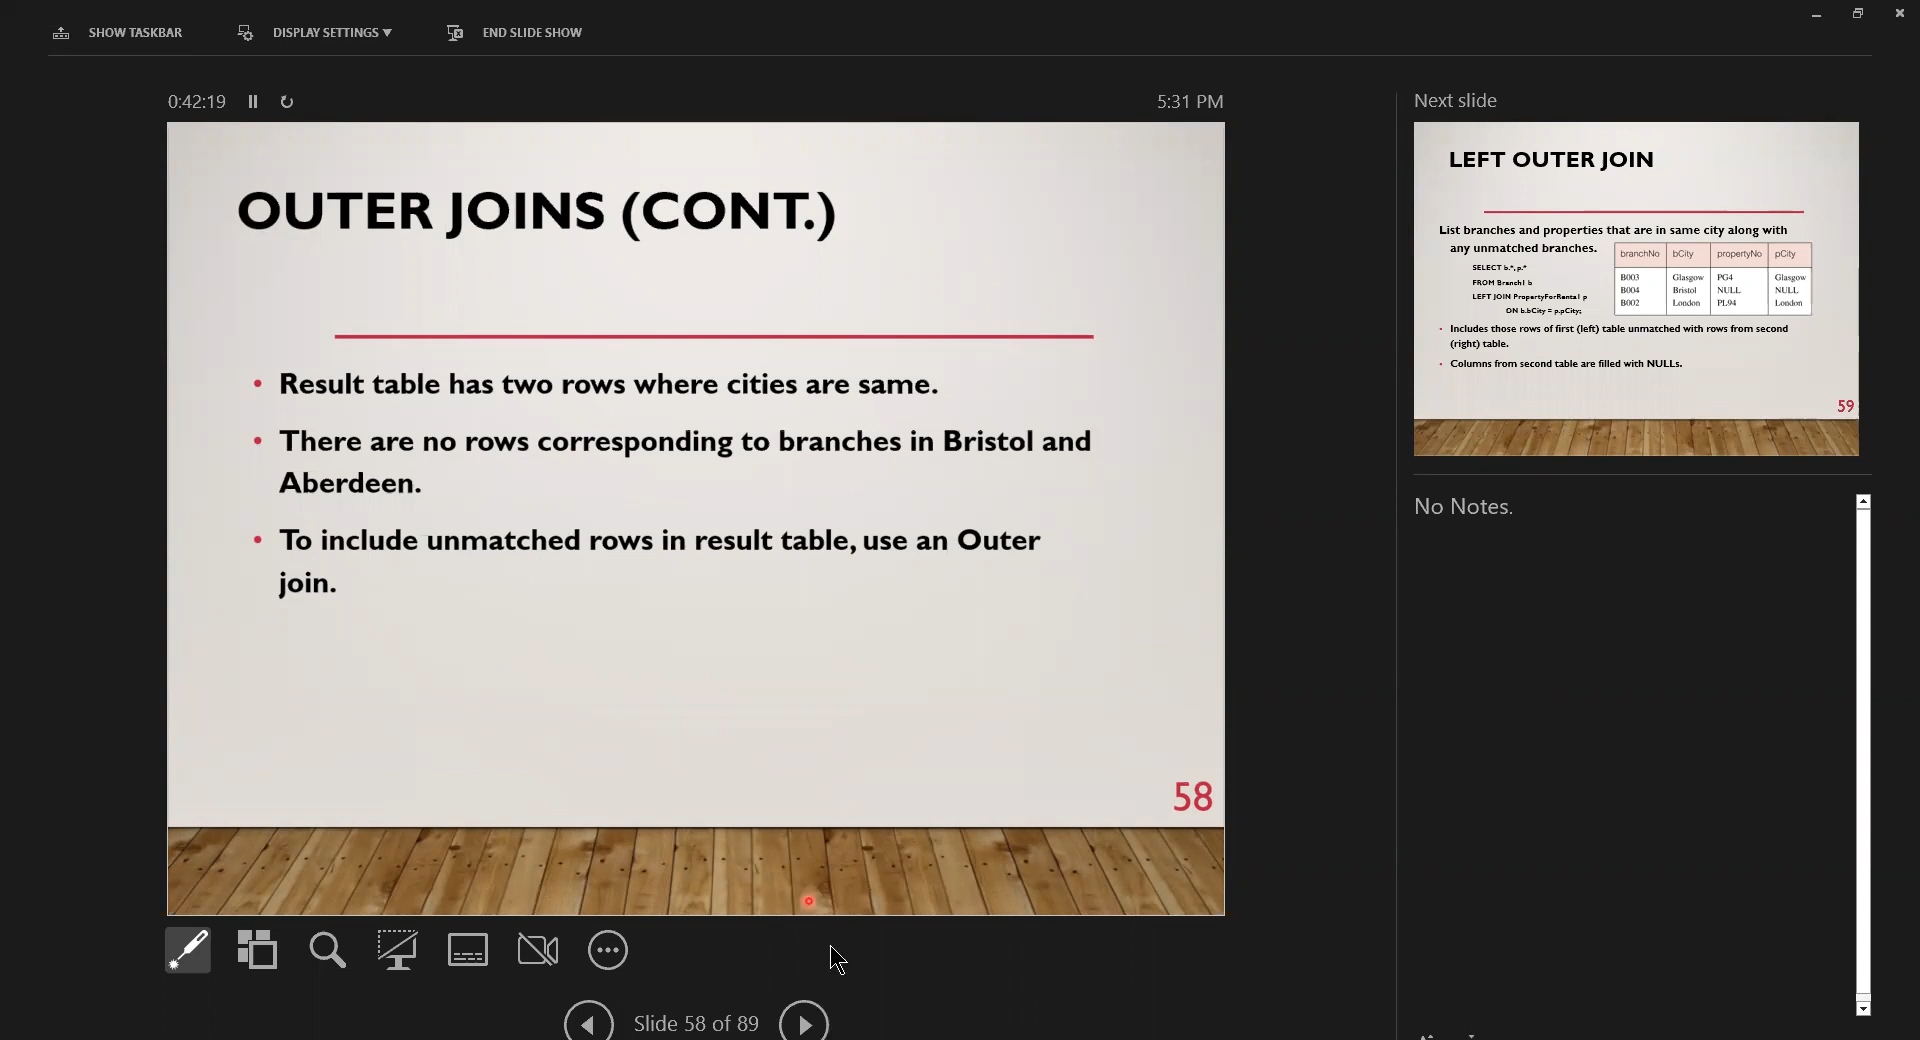 SHOW TASKBAR
DISPLAY SETTINGS ▼
END SLIDE SHOW
0:42:19
5:31 PM
OUTER JOINS (CONT.)
• Result table has two rows where cities are same.
• There are no rows corresponding to branches in Bristol and
Aberdeen.
• To include unmatched rows in result table, use an Outer
join.
58
Slide 58 of 89
Next slide
LEFT OUTER JOIN
List branches and properties that are in same city along with
any unmatched branches.
SELECT b.*, p.*
FROM Branch1 b
LEFT JOIN PropertyForRent1 p
ON b.bCity = p.pCity;
branchNo bCity propertyNo pCity
B003 Glasgow PG4 Glasgow
B004 Bristol NULL NULL
B002 London PL94 London
• Includes those rows of first (left) table unmatched with rows from second
(right) table.
• Columns from second table are filled with NULLs.
59
No Notes.